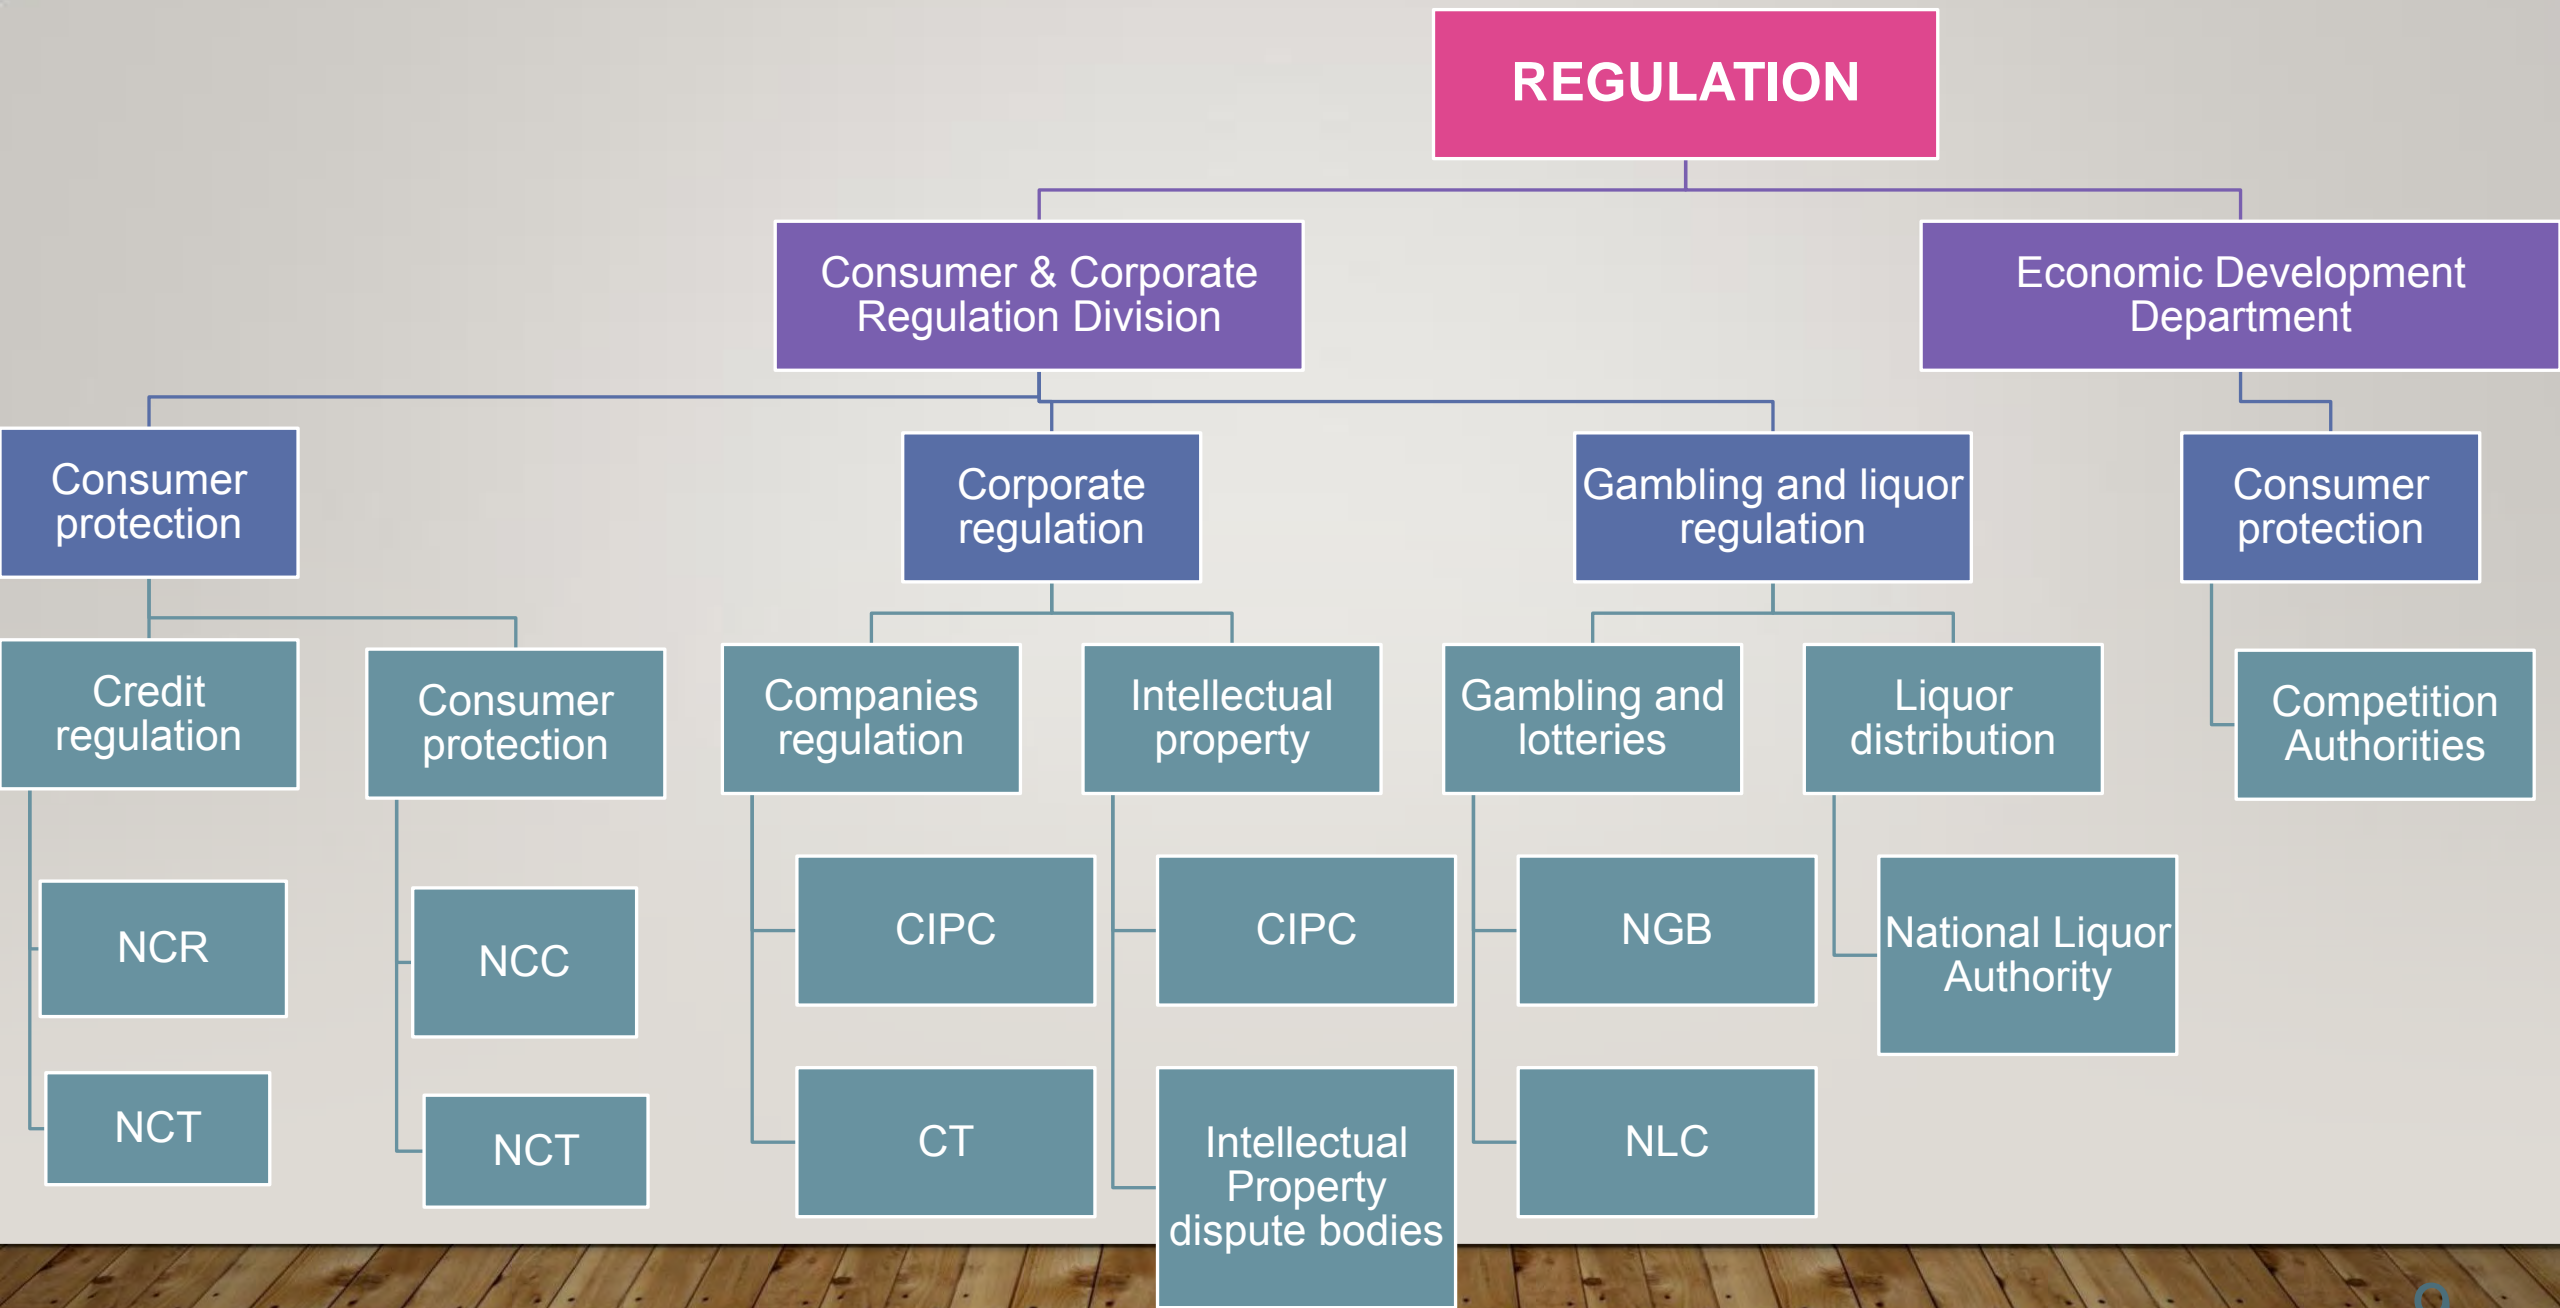 REGULATION
Consumer & Corporate
Regulation Division
Economic Development
Department
Consumer
protection
Corporate
regulation
Gambling and liquor
regulation
Consumer
protection
Credit
regulation
Consumer
protection
Companies
regulation
Intellectual
property
Gambling and
lotteries
Liquor
distribution
Competition
Authorities
NCR
NCC
CIPC
CIPC
NGB
National Liquor
Authority
NCT
NCT
CT
Intellectual
Property
dispute bodies
NLC